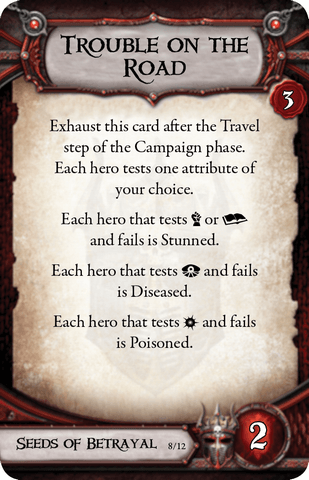 TROUBLE ON THE
ROAD
3
Exhaust this card after the Travel
step of the Campaign phase.
Each hero tests one attribute of
your choice.
Each hero that tests or
and fails is Stunned.
Each hero that tests and fails
is Diseased.
Each hero that tests and fails
is Poisoned.
SEEDS OF BETRAYAL 8/12
2